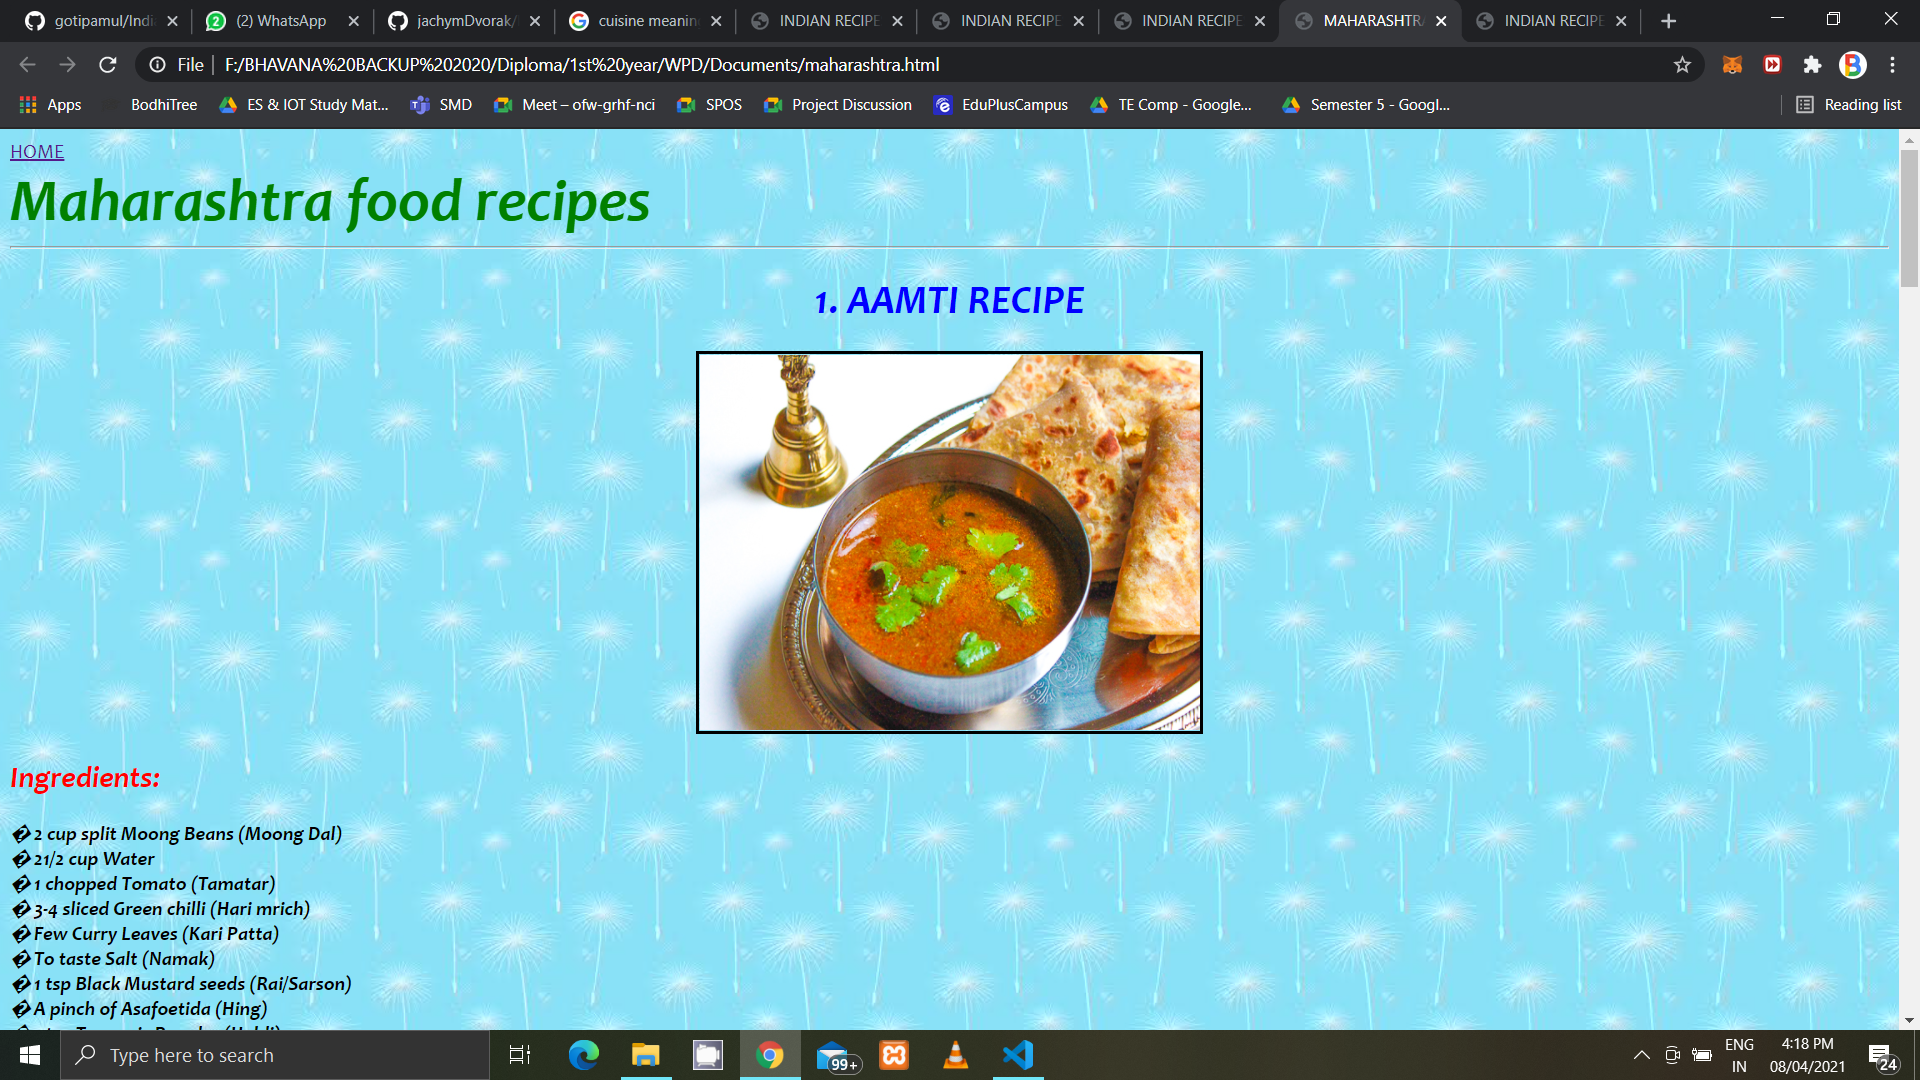 gotipamul/Indi
(2) WhatsApp
jachymDvorak/
cuisine meanin
INDIAN RECIPE
INDIAN RECIPE
INDIAN RECIPE
MAHARASHTRA
INDIAN RECIPE
File
F:/BHAVANA%20BACKUP%202020/Diploma/1st%20year/WPD/Documents/maharashtra.html
Apps
BodhiTree
ES & IOT Study Mat...
SMD
Meet – ofw-grhf-nci
SPOS
Project Discussion
EduPlusCampus
TE Comp - Google...
Semester 5 - Googl...
Reading list
HOME
Maharashtra food recipes
1. AAMTI RECIPE
Ingredients:
� 2 cup split Moong Beans (Moong Dal)
� 21/2 cup Water
� 1 chopped Tomato (Tamatar)
� 3-4 sliced Green chilli (Hari mrich)
� Few Curry Leaves (Kari Patta)
� To taste Salt (Namak)
� 1 tsp Black Mustard seeds (Rai/Sarson)
� A pinch of Asafoetida (Hing)
Type here to search
99+
ENG
IN
4:18 PM
08/04/2021
24